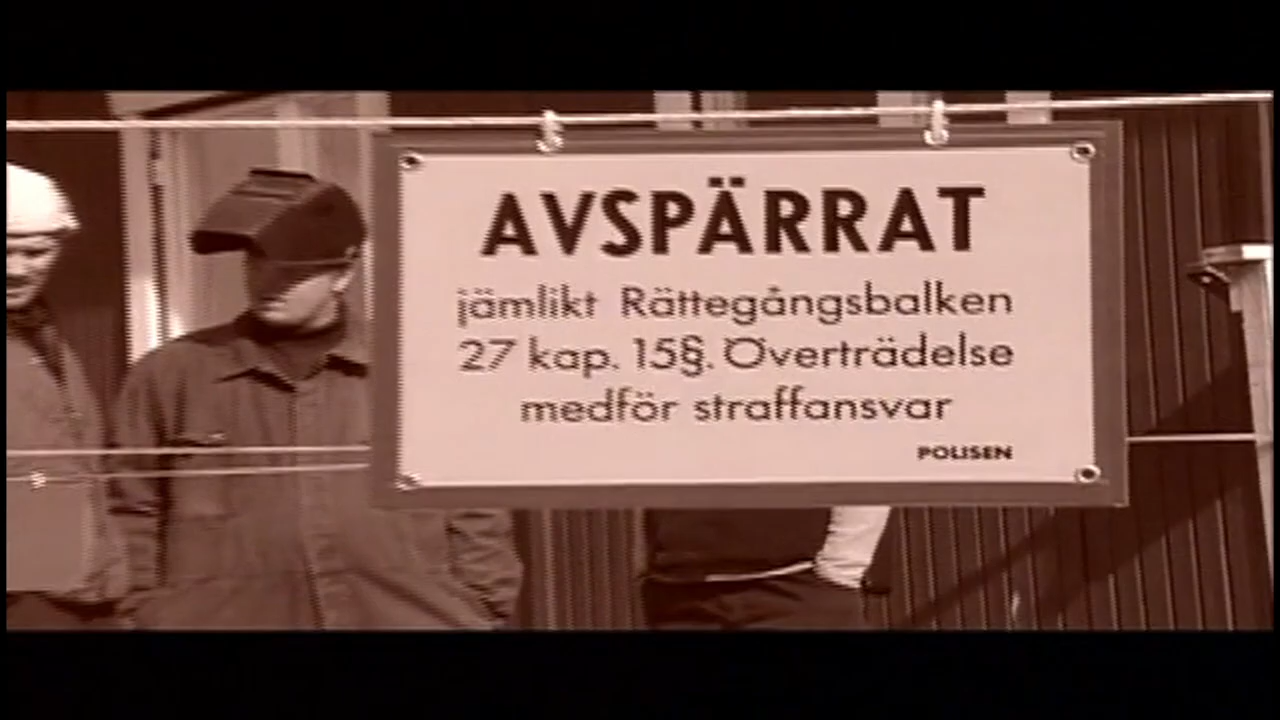 AVSPÄRRAT
jämlikt Rättegångsbalken
27 kap. 15§. Överträdelse
medför straffansvar
POLISEN